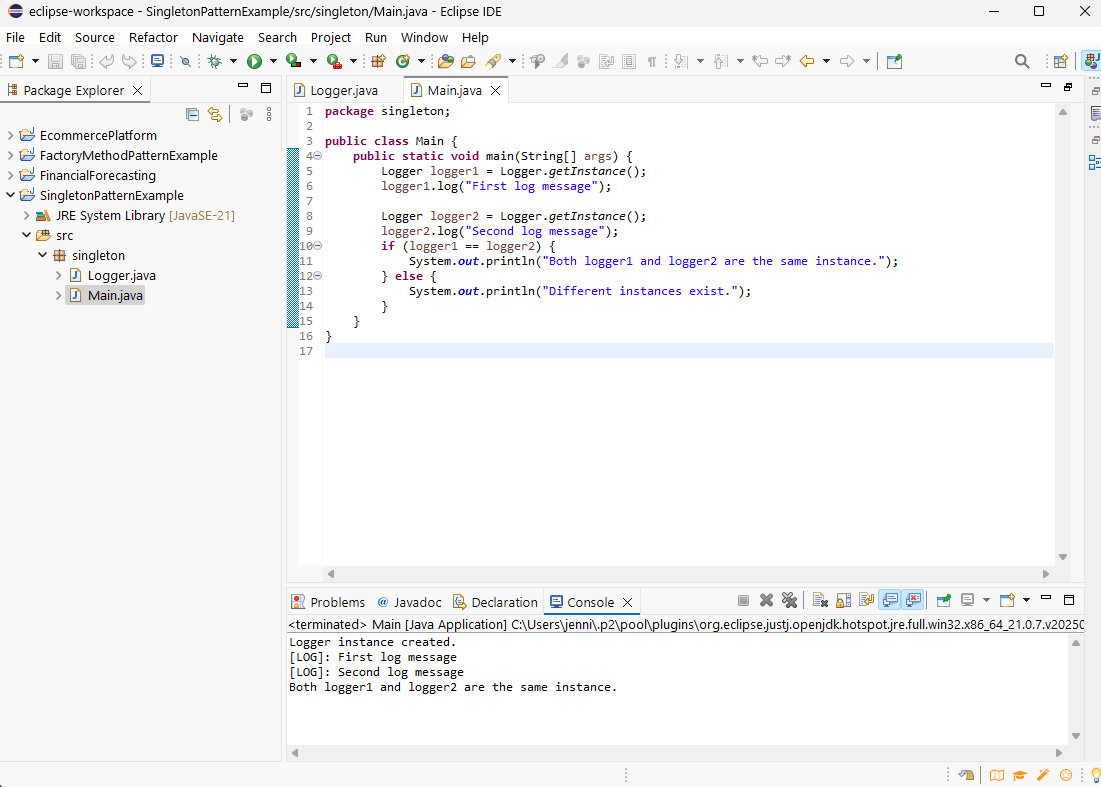 eclipse-workspace - SingletonPatternExample/src/singleton/Main.java - Eclipse IDE
File Edit Source Refactor Navigate Search Project Run Window Help
Package Explorer
EcommercePlatform
FactoryMethodPatternExample
FinancialForecasting
SingletonPatternExample
JRE System Library [JavaSE-21]
src
singleton
Logger.java
Main.java
Logger.java Main.java
1 package singleton;
2
3 public class Main {
4     public static void main(String[] args) {
5         Logger logger1 = Logger.getInstance();
6         logger1.log("First log message");
7
8         Logger logger2 = Logger.getInstance();
9         logger2.log("Second log message");
10         if (logger1 == logger2) {
11             System.out.println("Both logger1 and logger2 are the same instance.");
12         } else {
13             System.out.println("Different instances exist.");
14         }
15     }
16 }
17
Problems @ Javadoc Declaration Console
<terminated> Main [Java Application] C:\Users\jenni\.p2\pool\plugins\org.eclipse.justj.openjdk.hotspot.jre.full.win32.x86_64_21.0.7.v20250
Logger instance created.
[LOG]: First log message
[LOG]: Second log message
Both logger1 and logger2 are the same instance.